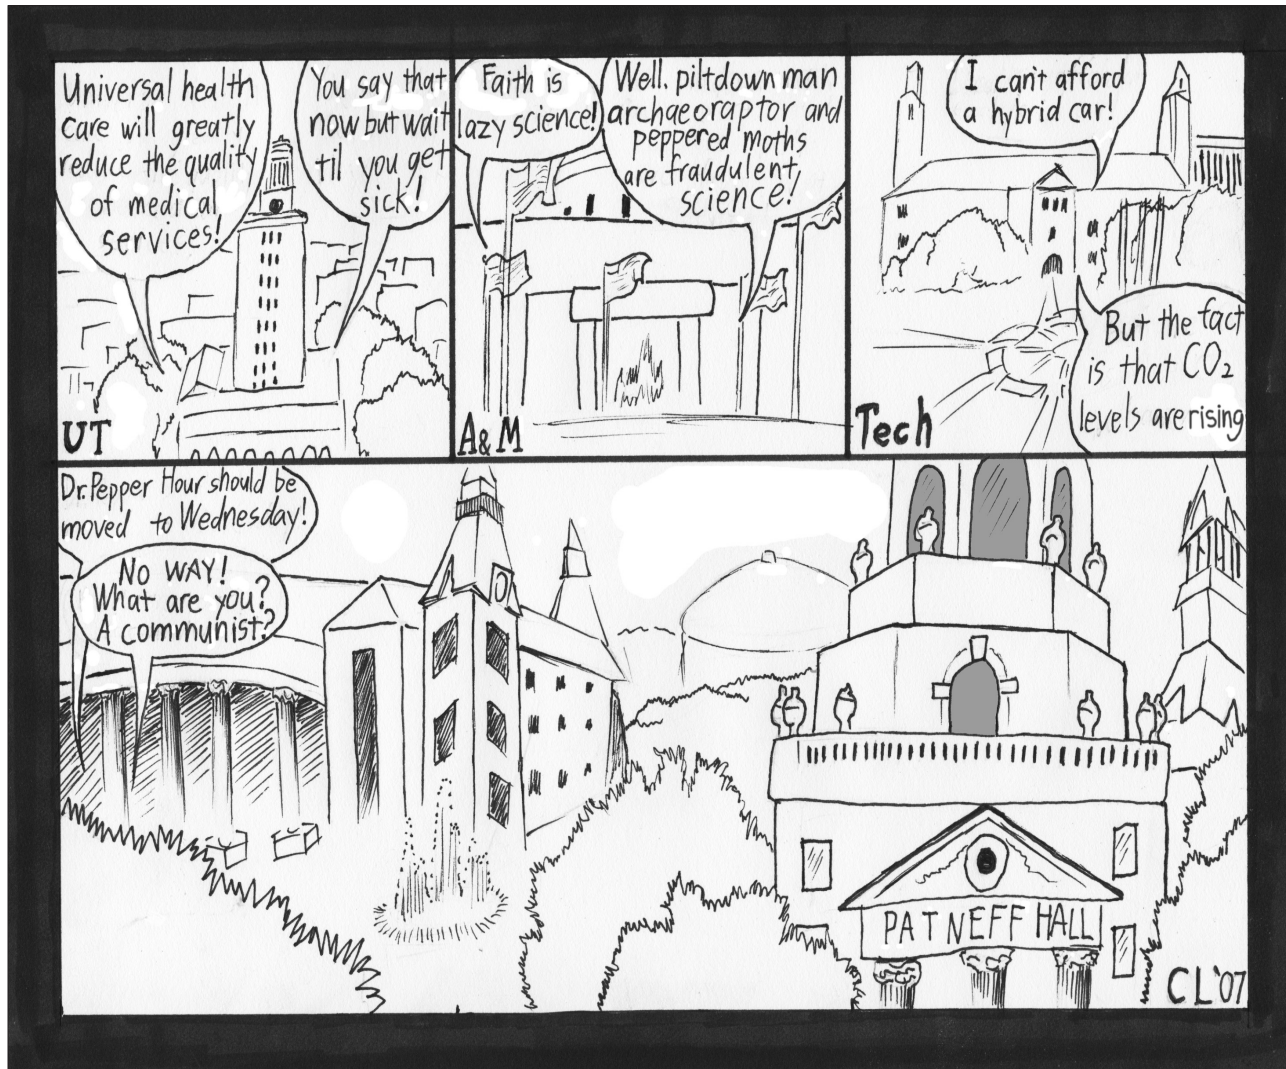 Universal health
care will greatly
reduce the quality
of medical
services!
You say that
now but wait
til you get
sick!
UT
Faith is
lazy science!
Well. piltdown man
archaeoraptor and
peppered moths
are fraudulent
science!
A&M
I can't afford
a hybrid car!
But the fact
is that CO2
levels are rising
Tech
Dr. Pepper Hour should be
moved to Wednesday!
NO WAY!
What are you?
A communist?
PAT NEFF HALL
CL '07